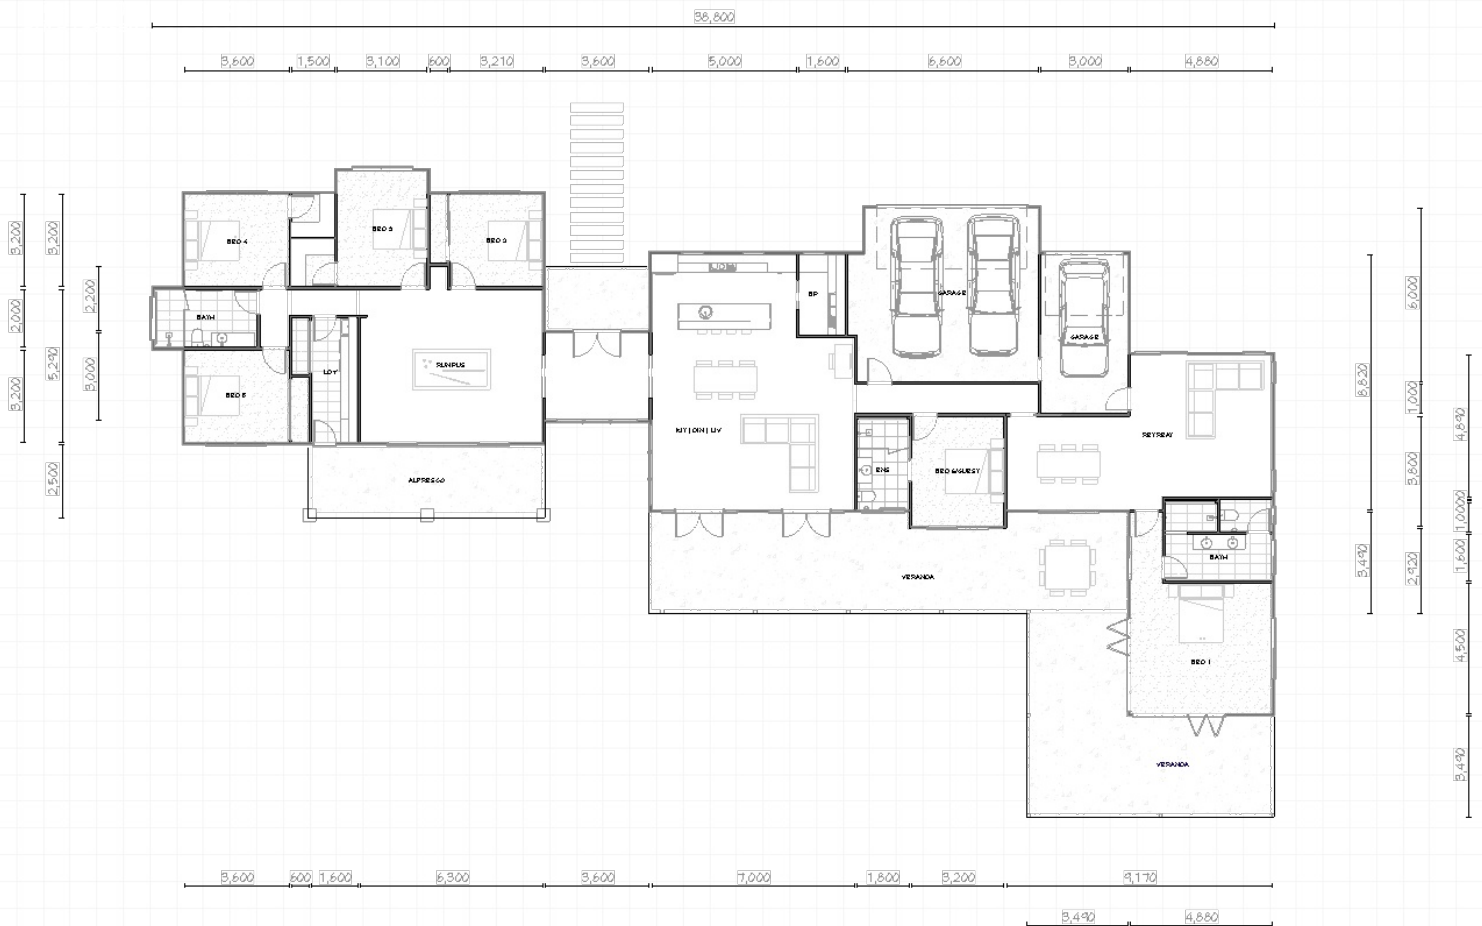 38,800
3,600 1,500 3,100 600 3,210 3,600 5,000 1,600 6,600 3,000 4,880
3,200 3,200
2,000 2,200
5,290 3,000
3,200
2,500
BED 4
BED 3
BED 2
BATH
BED 5
LDY
RUMPUS
ALFRESCO
BP
GARAGE
GARAGE
KIT | DIN | LIV
ENS
BED 6/GUEST
RETREAT
BATH
BED 1
VERANDA
VERANDA
8,820
3,490
6,000
1,000
3,800
2,920
4,890
1,000
1,600
4,500
3,490
3,600 600 1,600 6,300 3,600 7,000 1,800 3,200 9,170
3,490 4,880